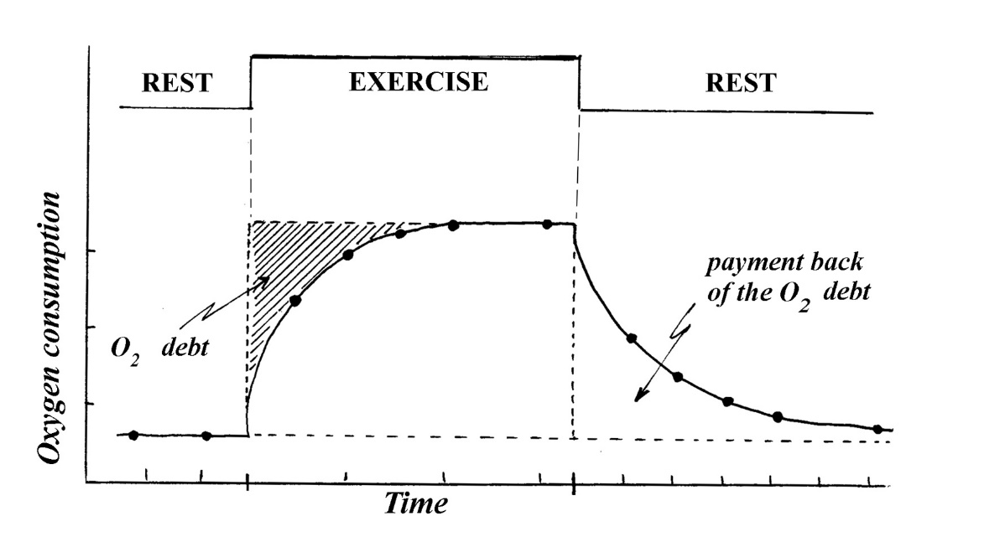 REST
EXERCISE
REST
Oxygen consumption
O₂ debt
payment back
of the O₂ debt
Time